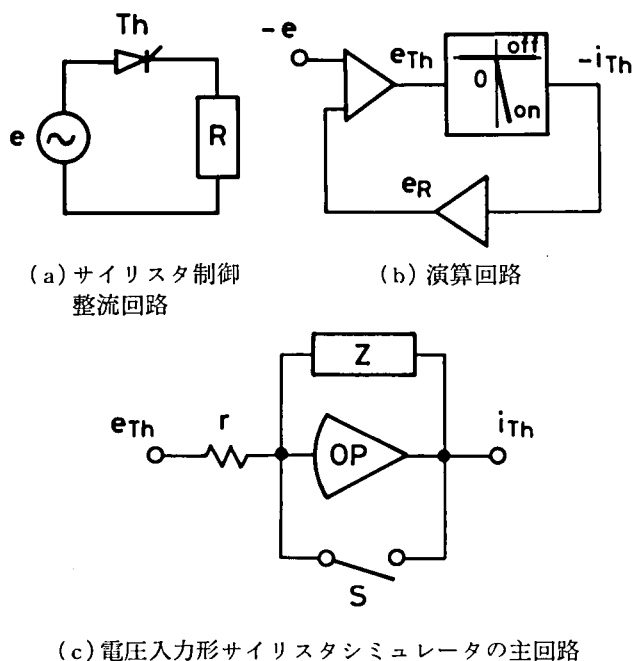 Th
e
R
(a)サイリスタ制御
整流回路
-e
eTh
off
0
on
-iTh
eR
(b)演算回路
Z
eTh
r
OP
iTh
S
(c)電圧入力形サイリスタシミュレータの主回路